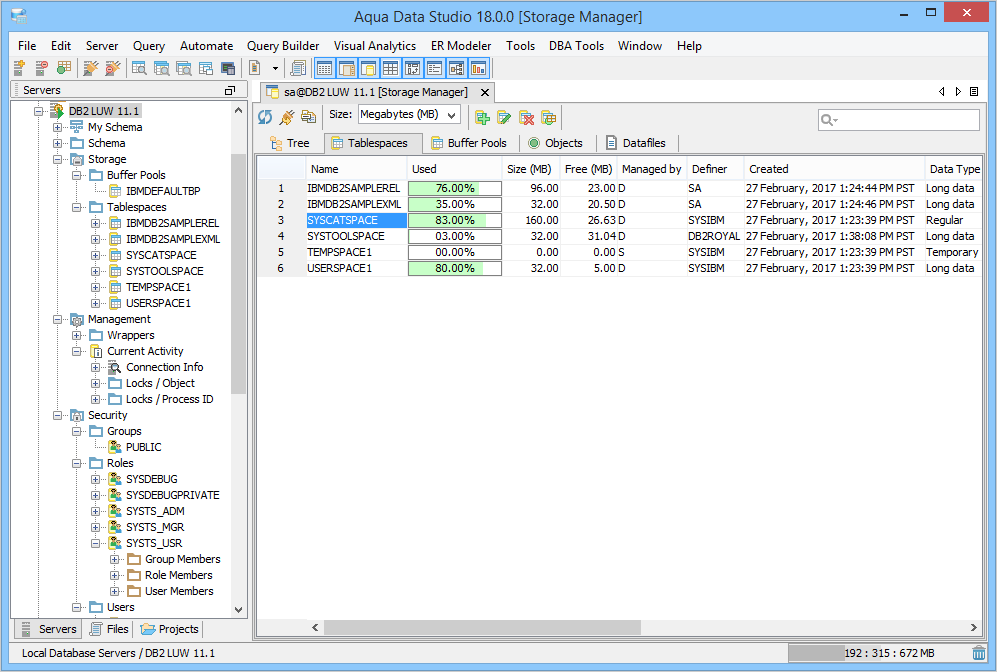 Aqua Data Studio 18.0.0 [Storage Manager]
File Edit Server Query Automate Query Builder Visual Analytics ER Modeler Tools DBA Tools Window Help
Servers
DB2 LUW 11.1
My Schema
Schema
Storage
Buffer Pools
IBMDEFAULTBP
Tablespaces
IBMDB2SAMPLEREL
IBMDB2SAMPLEXML
SYSCATSPACE
SYSTOOLSPACE
TEMPSPACE1
USERSPACE1
Management
Wrappers
Current Activity
Connection Info
Locks / Object
Locks / Process ID
Security
Groups
PUBLIC
Roles
SYSDEBUG
SYSDEBUGPRIVATE
SYSTS_ADM
SYSTS_MGR
SYSTS_USR
Group Members
Role Members
User Members
Users
Servers Files Projects
sa@DB2 LUW 11.1 [Storage Manager]
Size: Megabytes (MB)
Tree Tablespaces Buffer Pools Objects Datafiles
Name Used Size (MB) Free (MB) Managed by Definer Created Data Type
1 IBMDB2SAMPLEREL 76.00% 96.00 23.00 D SA 27 February, 2017 1:24:44 PM PST Long data
2 IBMDB2SAMPLEXML 35.00% 32.00 20.50 D SA 27 February, 2017 1:24:46 PM PST Long data
3 SYSCATSPACE 83.00% 160.00 26.63 D SYSIBM 27 February, 2017 1:23:39 PM PST Regular
4 SYSTOOLSPACE 03.00% 32.00 31.04 D DB2ROYAL 27 February, 2017 1:38:08 PM PST Long data
5 TEMPSPACE1 00.00% 0.00 0.00 S SYSIBM 27 February, 2017 1:23:39 PM PST Temporary
6 USERSPACE1 80.00% 32.00 5.00 D SYSIBM 27 February, 2017 1:23:39 PM PST Long data
Local Database Servers / DB2 LUW 11.1
192 : 315 : 672 MB